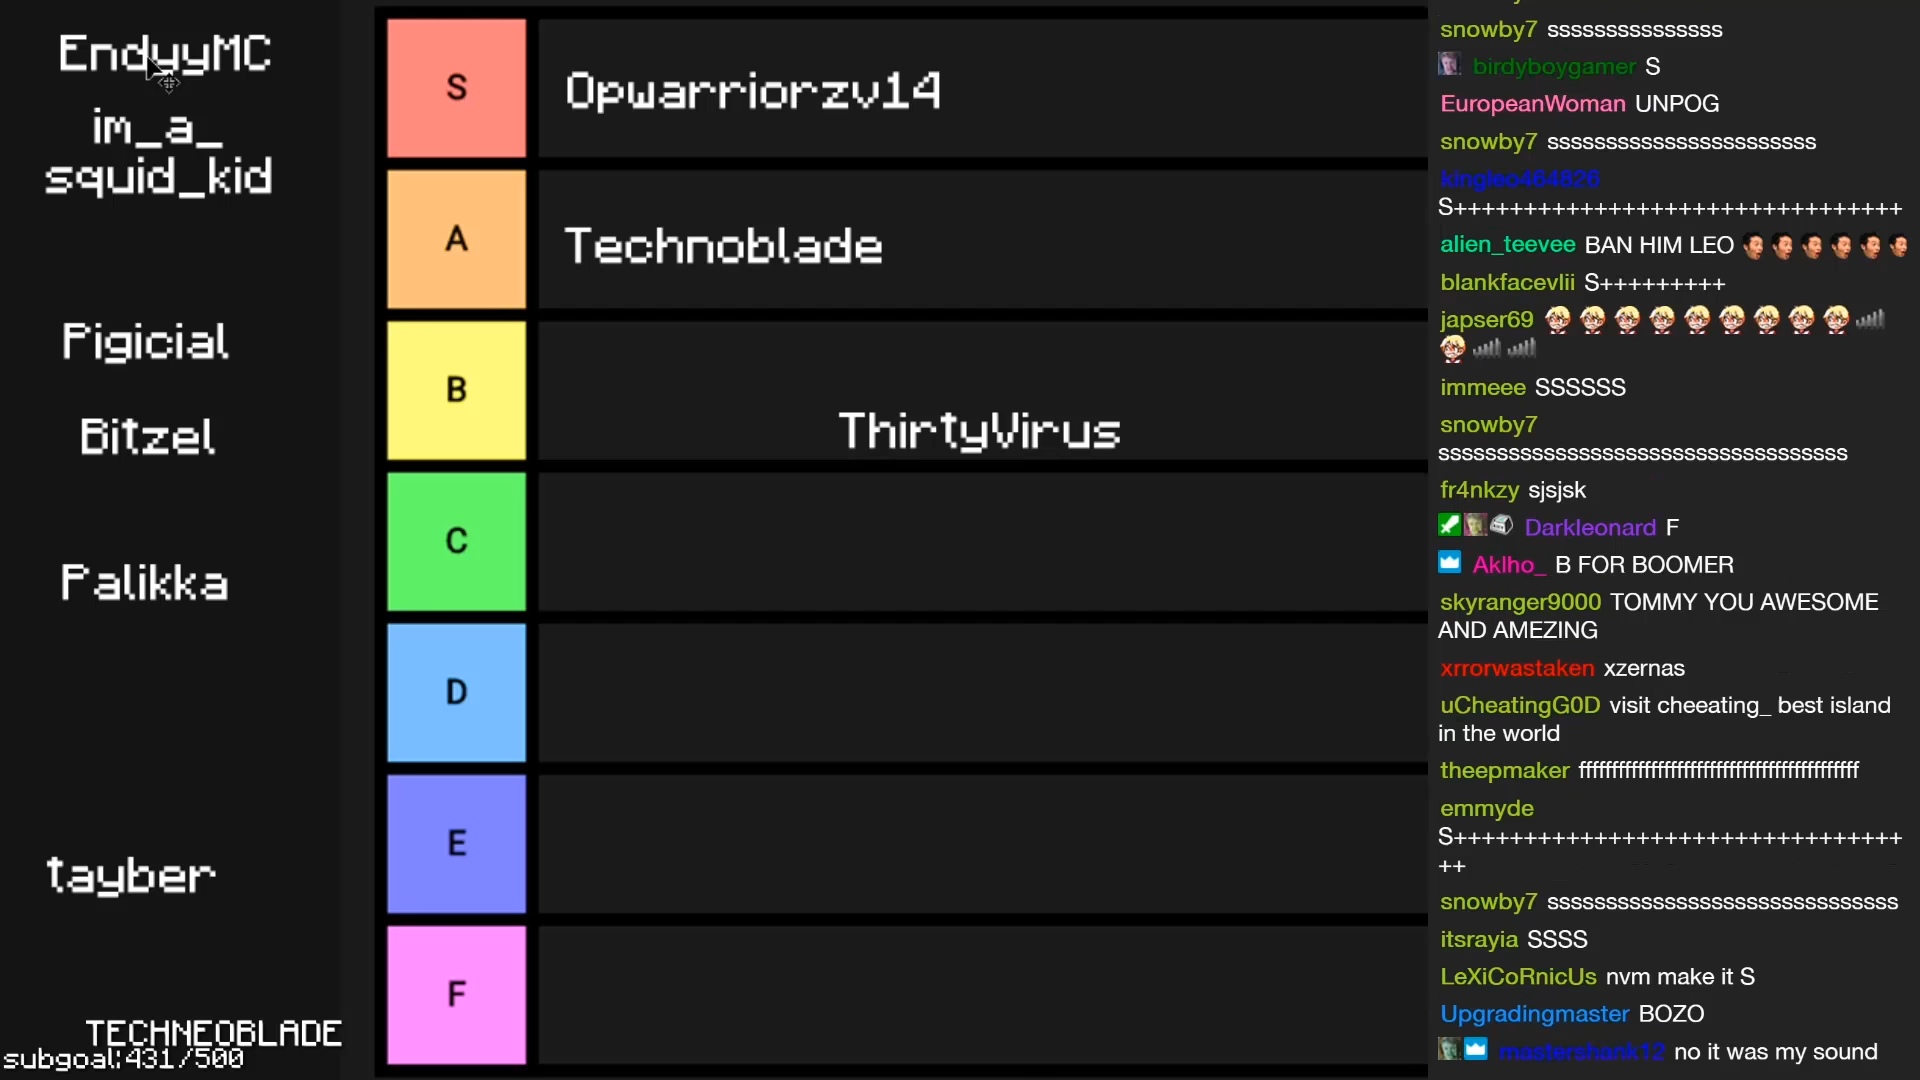 EndyyMC
im_a_
squid_kid
Pigicial
Bitzel
Palikka
tayber
TECHNEOBLADE
subgoal:431/500
S
Opwarriorzv14
A
Technoblade
B
ThirtyVirus
C
D
E
F
snowby7 sssssssssssssss
birdyboygamer S
EuropeanWoman UNPOG
snowby7 sssssssssssssssssssssss
kingleo464826
S++++++++++++++++++++++++++++++++
alien_teevee BAN HIM LEO
blankfacevlii S+++++++++
japser69
immeee SSSSSS
snowby7
sssssssssssssssssssssssssssssssssss
fr4nkzy sjsjsk
Darkleonard F
Aklho_ B FOR BOOMER
skyranger9000 TOMMY YOU AWESOME
AND AMEZING
xrrorwastaken xzernas
uCheatingG0D visit cheeating_ best island
in the world
theepmaker ffffffffffffffffffffffffffffffffffffffffff
emmyde
S++++++++++++++++++++++++++++++++
++
snowby7 ssssssssssssssssssssssssssssss
itsrayia SSSS
LeXiCoRnicUs nvm make it S
Upgradingmaster BOZO
mastershank12 no it was my sound